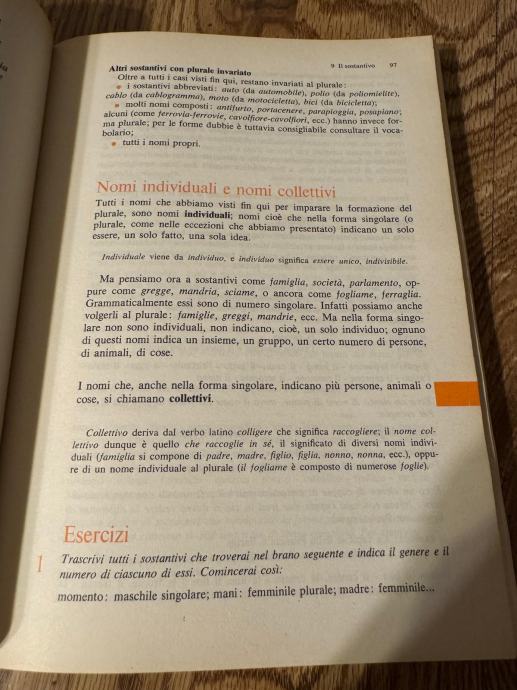 9 Il sostantivo 97
Altri sostantivi con plurale invariato
Oltre a tutti i casi visti fin qui, restano invariati al plurale:
• i sostantivi abbreviati: auto (da automobile), polio (da poliomielite),
cablo (da cablogramma), moto (da motocicletta), bici (da bicicletta);
• molti nomi composti: antifurto, portacenere, parapioggia, posapiano;
alcuni (come ferrovia-ferrovie, cavolfiore-cavolfiori, ecc.) hanno invece for-
ma plurale; per le forme dubbie è tuttavia consigliabile consultare il voca-
bolario;
• tutti i nomi propri.
Nomi individuali e nomi collettivi
Tutti i nomi che abbiamo visti fin qui per imparare la formazione del
plurale, sono nomi individuali; nomi cioè che nella forma singolare (o
plurale, come nelle eccezioni che abbiamo presentato) indicano un solo
essere, un solo fatto, una sola idea.
Individuale viene da individuo, e individuo significa essere unico, indivisibile.
Ma pensiamo ora a sostantivi come famiglia, società, parlamento, op-
pure come gregge, mandria, sciame, o ancora come fogliame, ferraglia.
Grammaticalmente essi sono di numero singolare. Infatti possiamo anche
volgerli al plurale: famiglie, greggi, mandrie, ecc. Ma nella forma singo-
lare non sono individuali, non indicano, cioè, un solo individuo; ognuno
di questi nomi indica un insieme, un gruppo, un certo numero di persone,
di animali, di cose.
I nomi che, anche nella forma singolare, indicano più persone, animali o
cose, si chiamano collettivi.
Collettivo deriva dal verbo latino colligere che significa raccogliere; il nome col-
lettivo dunque è quello che raccoglie in sé, il significato di diversi nomi indivi-
duali (famiglia si compone di padre, madre, figlio, figlia, nonno, nonna, ecc.), oppu-
re di un nome individuale al plurale (il fogliame è composto di numerose foglie).
Esercizi
1 Trascrivi tutti i sostantivi che troverai nel brano seguente e indica il genere e il
numero di ciascuno di essi. Comincerai così:
momento: maschile singolare; mani: femminile plurale; madre: femminile...